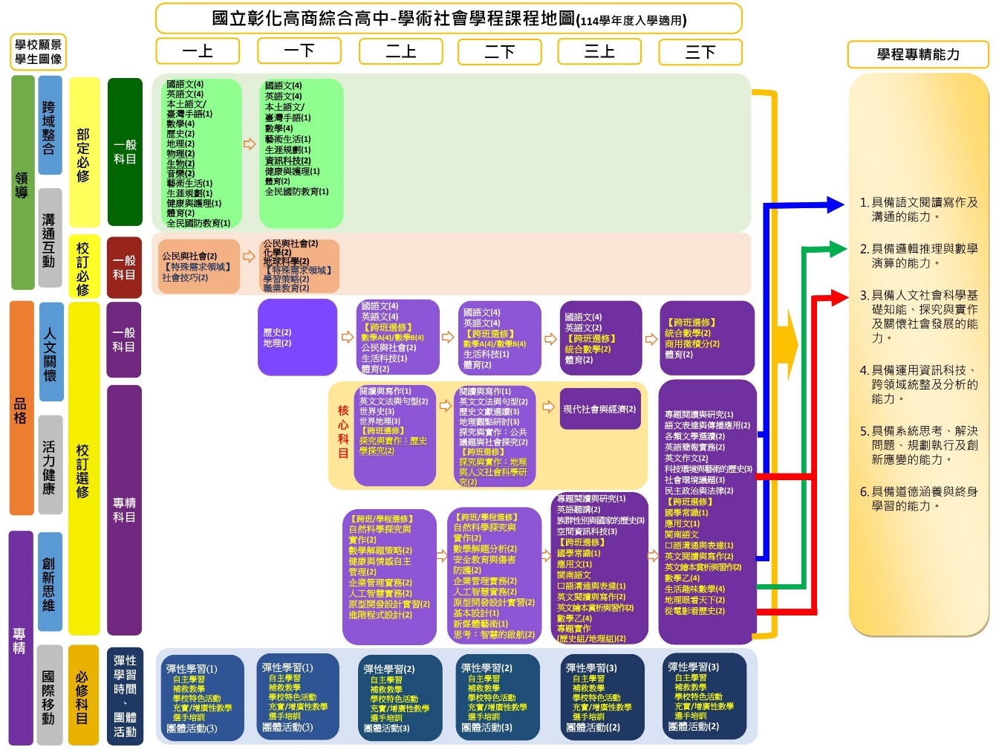 國立彰化高商綜合高中-學術社會學程課程地圖(114學年度入學適用)
學校願景
學生圖像
一上
一下
二上
二下
三上
三下
學程專精能力
領導
品格
專精
跨域整合
溝通互動
人文關懷
活力健康
創新思維
國際移動
部定必修
校訂必修
校訂選修
必修科目
一般
科目
國語文(4)
英語文(4)
本土語文/
臺灣手語(1)
數學(4)
歷史(2)
地理(2)
物理(2)
生物(2)
音樂(2)
藝術生活(1)
生涯規劃(1)
健康與護理(1)
體育(2)
全民國防教育(1)
國語文(4)
英語文(4)
本土語文/
臺灣手語(1)
數學(4)
藝術生活(1)
生涯規劃(1)
資訊科技(2)
健康與護理(1)
體育(2)
全民國防教育(1)
一般
科目
公民與社會(2)
【特殊需求領域】
社會技巧(2)
公民與社會(2)
化學(2)
地球科學(2)
【特殊需求領域】
學習策略(2)
職業教育(2)
一般
科目
歷史(2)
地理(2)
國語文(4)
英語文(4)
【跨班選修】
數學A(4)/數學B(4)
公民與社會(2)
生活科技(1)
體育(2)
國語文(4)
英語文(4)
【跨班選修】
數學A(4)/數學B(4)
生活科技(1)
體育(2)
國語文(4)
英語文(2)
【跨班選修】
統合數學(2)
體育(2)
【跨班選修】
統合數學(2)
商用微積分(2)
體育(2)
專精
科目
核心科目
閱讀與寫作(1)
英文文法與句型(2)
世界史(3)
世界地理(3)
【跨班選修】
探究與實作：歷史
學探究(2)
閱讀與寫作(1)
英文文法與句型(2)
歷史文獻選讀(3)
地理觀點研討(3)
探究與實作：公共
議題與社會探究(2)
【跨班選修】
探究與實作：地理
與人文社會科學研
究(2)
現代社會與經濟(2)
【跨班/學程選修】
自然科學探究與
實作(2)
數學解題策略(2)
健康與情感自主
管理(2)
企業管理實務(2)
人工智慧實務(2)
原型開發設計實習(2)
進階程式設計(2)
【跨班/學程選修】
自然科學探究與
實作(2)
數學解題分析(2)
安全教育與傷害
防護(2)
企業管理實務(2)
人工智慧實務(2)
原型開發設計實習(2)
基本設計(1)
新媒體藝術(1)
思考：智慧的啟航(2)
專題閱讀與研究(1)
英語聽講(2)
族群性別與國家的歷史(3)
空間資訊科技(3)
【跨班選修】
國學常識(1)
應用文(1)
閩南語文
口語溝通與表達(1)
英文閱讀與寫作(2)
英文繪本賞析與習作(2)
數學乙(4)
專題實作
(歷史組/地理組)(2)
專題閱讀與研究(1)
語文表達與傳播應用(2)
各類文學選讀(2)
英語簡報實務(2)
英文作文(2)
科技環境與藝術的歷史(3)
社會環境議題(3)
民主政治與法律(2)
【跨班選修】
國學常識(1)
應用文(1)
閩南語文
口語溝通與表達(1)
英文閱讀與寫作(2)
英文繪本賞析與習作(2)
數學乙(4)
生活趣味數學(4)
地理眼看天下(2)
從電影看歷史(2)
彈性
學習
時間
、
團體
活動
彈性學習(1)
自主學習
補救教學
學校特色活動
充實/增廣性教學
選手培訓
團體活動(3)
彈性學習(1)
自主學習
補救教學
學校特色活動
充實/增廣性教學
選手培訓
團體活動(3)
彈性學習(2)
自主學習
補救教學
學校特色活動
充實/增廣性教學
選手培訓
團體活動(3)
彈性學習(2)
自主學習
補救教學
學校特色活動
充實/增廣性教學
選手培訓
團體活動(3)
彈性學習(3)
自主學習
補救教學
學校特色活動
充實/增廣性教學
選手培訓
團體活動((2)
彈性學習(3)
自主學習
補救教學
學校特色活動
充實/增廣性教學
選手培訓
團體活動(2)
1. 具備語文閱讀寫作及
溝通的能力。
2. 具備邏輯推理與數學
演算的能力。
3. 具備人文社會科學基
礎知能、探究與實作
及關懷社會發展的能
力。
4. 具備運用資訊科技、
跨領域統整及分析的
能力。
5. 具備系統思考、解決
問題、規劃執行及創
新應變的能力。
6. 具備道德涵養與終身
學習的能力。